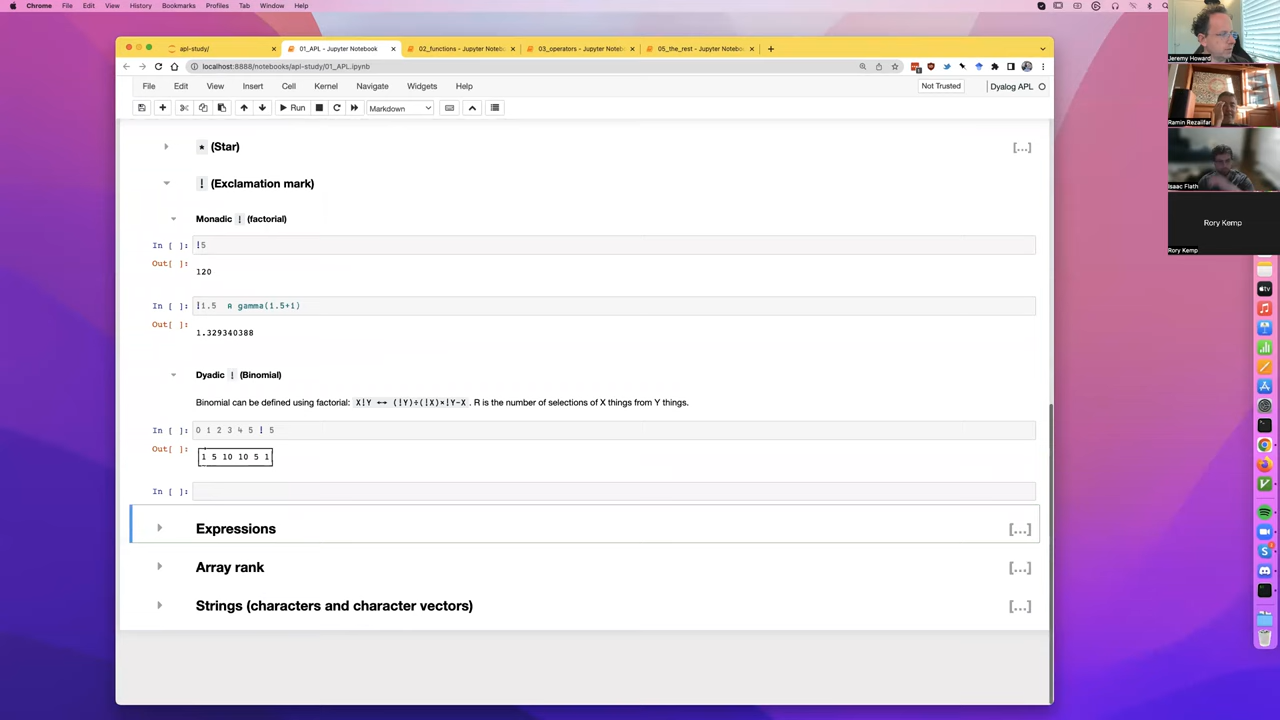 Chrome File Edit View History Bookmarks Profiles Tab Window Help
apl-study/ 01_APL - Jupyter Notebook 02_functions - Jupyter Notebo 03_operators - Jupyter Noteboo 05_the_rest - Jupyter Notebook
localhost:8888/notebooks/apl-study/01_APL.ipynb
File Edit View Insert Cell Kernel Navigate Widgets Help Not Trusted Dyalog APL
Run Markdown
* (Star) [...]
! (Exclamation mark)
Monadic ! (factorial)
In [ ]: !5
Out[ ]:
120
In [ ]: !1.5 ⍝ gamma(1.5+1)
Out[ ]:
1.329340388
Dyadic ! (Binomial)
Binomial can be defined using factorial: X!Y ←→ (!Y)÷(!X)×!Y-X. R is the number of selections of X things from Y things.
In [ ]: 0 1 2 3 4 5 ! 5
Out[ ]:
1 5 10 10 5 1
In [ ]:
Expressions [...]
Array rank [...]
Strings (characters and character vectors) [...]
Jeremy Howard
Ramin Rezaiifar
Isaac Flath
Rory Kemp
Rory Kemp
tv